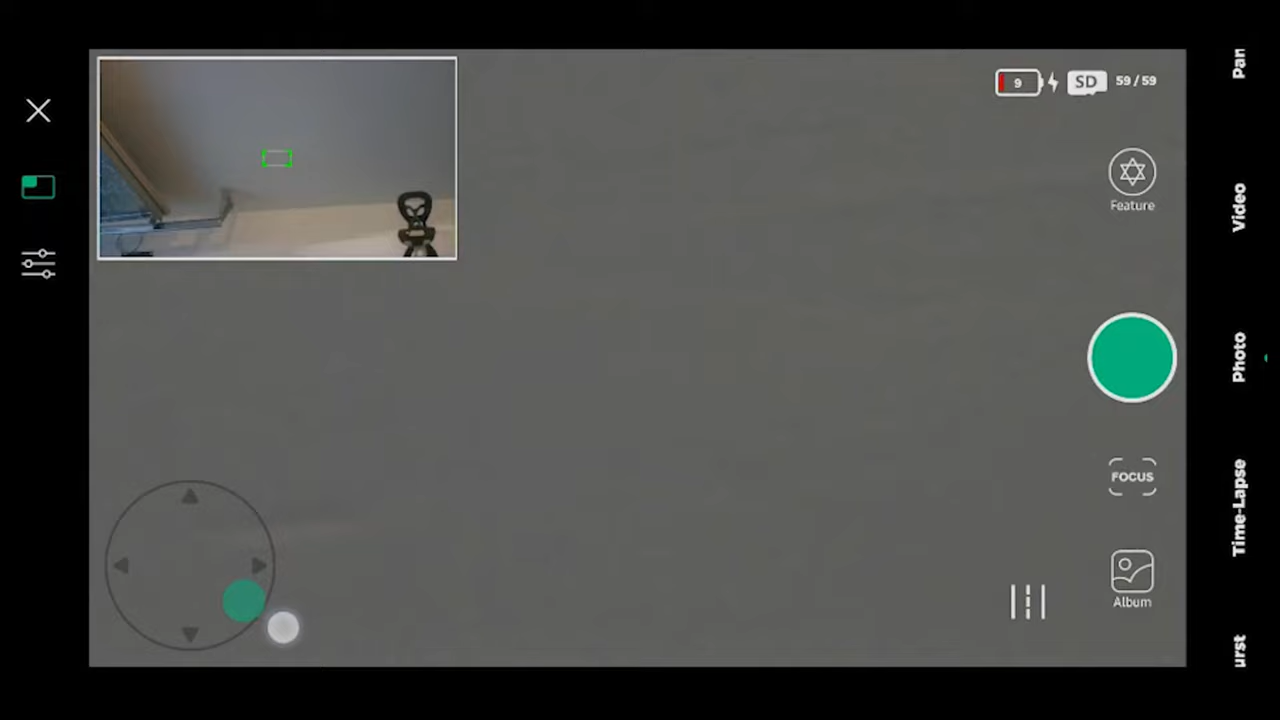 9
SD
59 / 59
Feature
FOCUS
Album
Pan
Video
Photo
Time-Lapse
urst